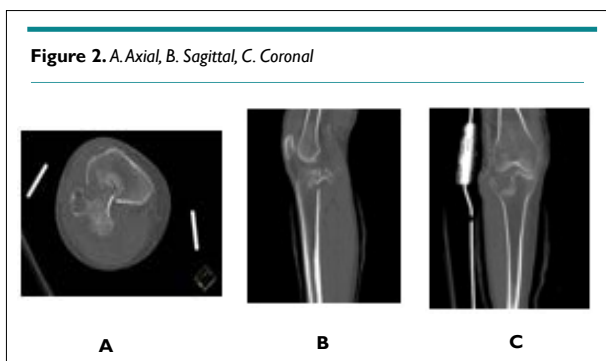 Figure 2. A. Axial, B. Sagittal, C. Coronal
A B C